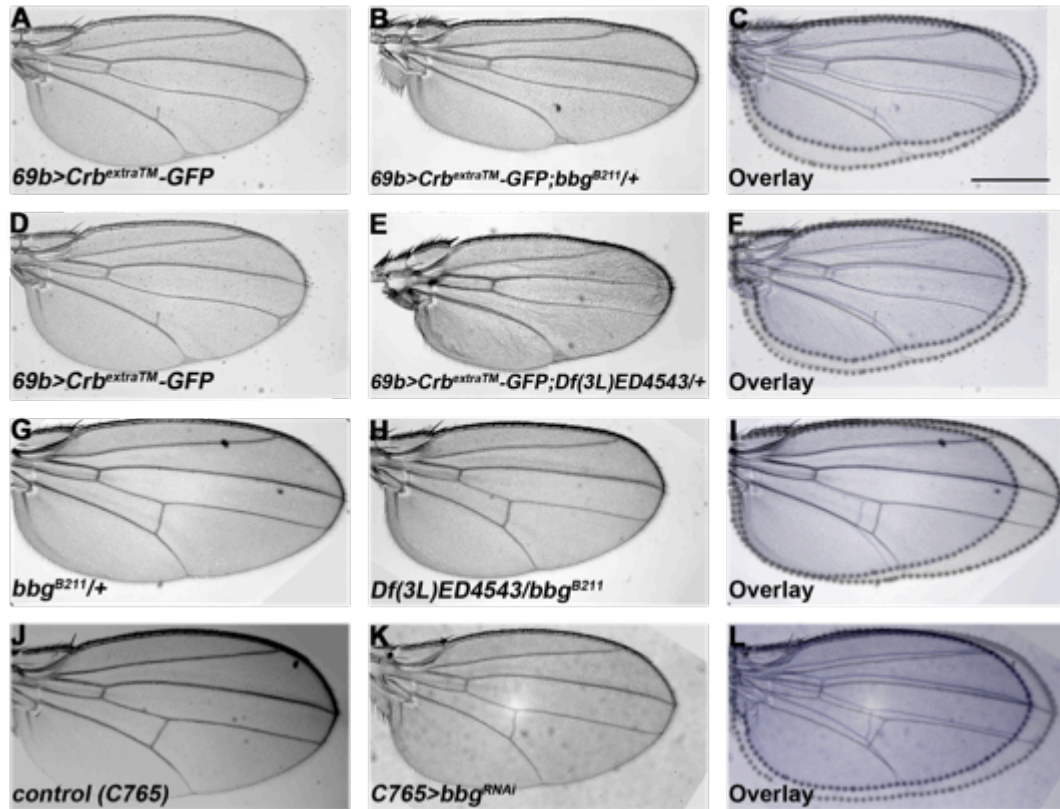 A
69b>Crb^extraTM-GFP
B
69b>Crb^extraTM-GFP;bbg^B211/+
C
Overlay
D
69b>Crb^extraTM-GFP
E
69b>Crb^extraTM-GFP;Df(3L)ED4543/+
F
Overlay
G
bbg^B211/+
H
Df(3L)ED4543/bbg^B211
I
Overlay
J
control (C765)
K
C765>bbg^RNAi
L
Overlay